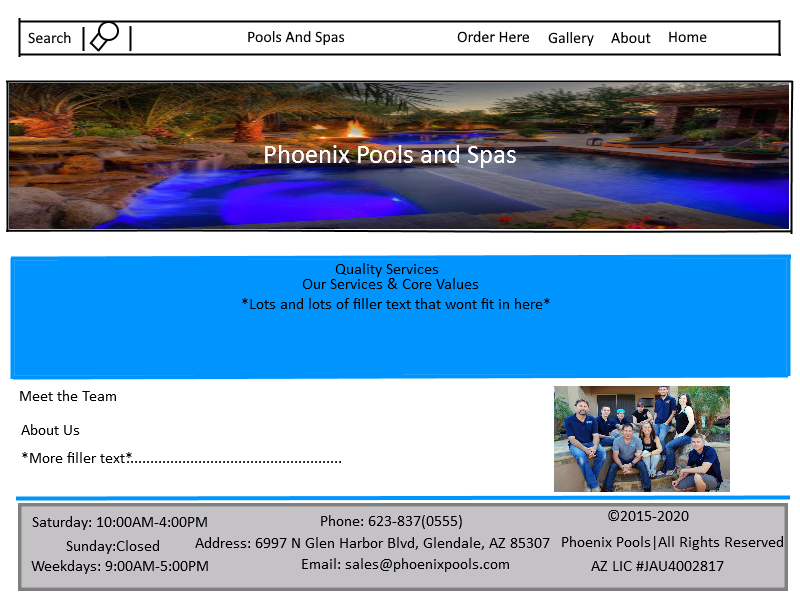 Search Pools And Spas Order Here Gallery About Home
Phoenix Pools and Spas
Quality Services
Our Services & Core Values
*Lots and lots of filler text that wont fit in here*
Meet the Team
About Us
*More filler text*......................................................
Saturday: 10:00AM-4:00PM
Sunday:Closed
Weekdays: 9:00AM-5:00PM
Phone: 623-837(0555)
Address: 6997 N Glen Harbor Blvd, Glendale, AZ 85307
Email: sales@phoenixpools.com
©2015-2020
Phoenix Pools|All Rights Reserved
AZ LIC #JAU4002817